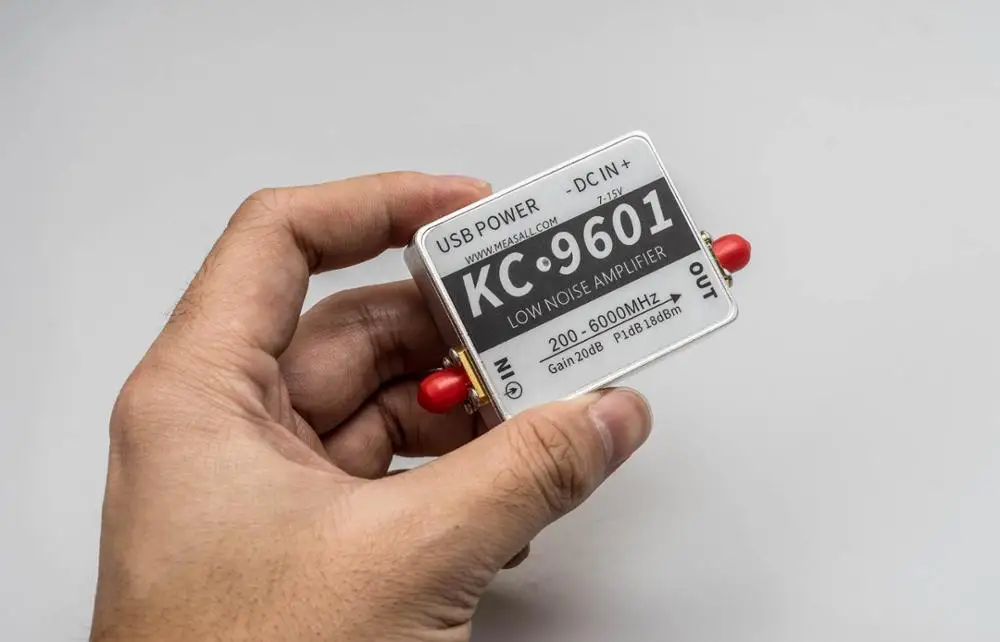 USB POWER
- DC IN +
7-15V
WWW.MEASALL.COM
KC•9601
LOW NOISE AMPLIFIER
OUT
200 - 6000MHz
Gain 20dB P1dB 18dBm
IN